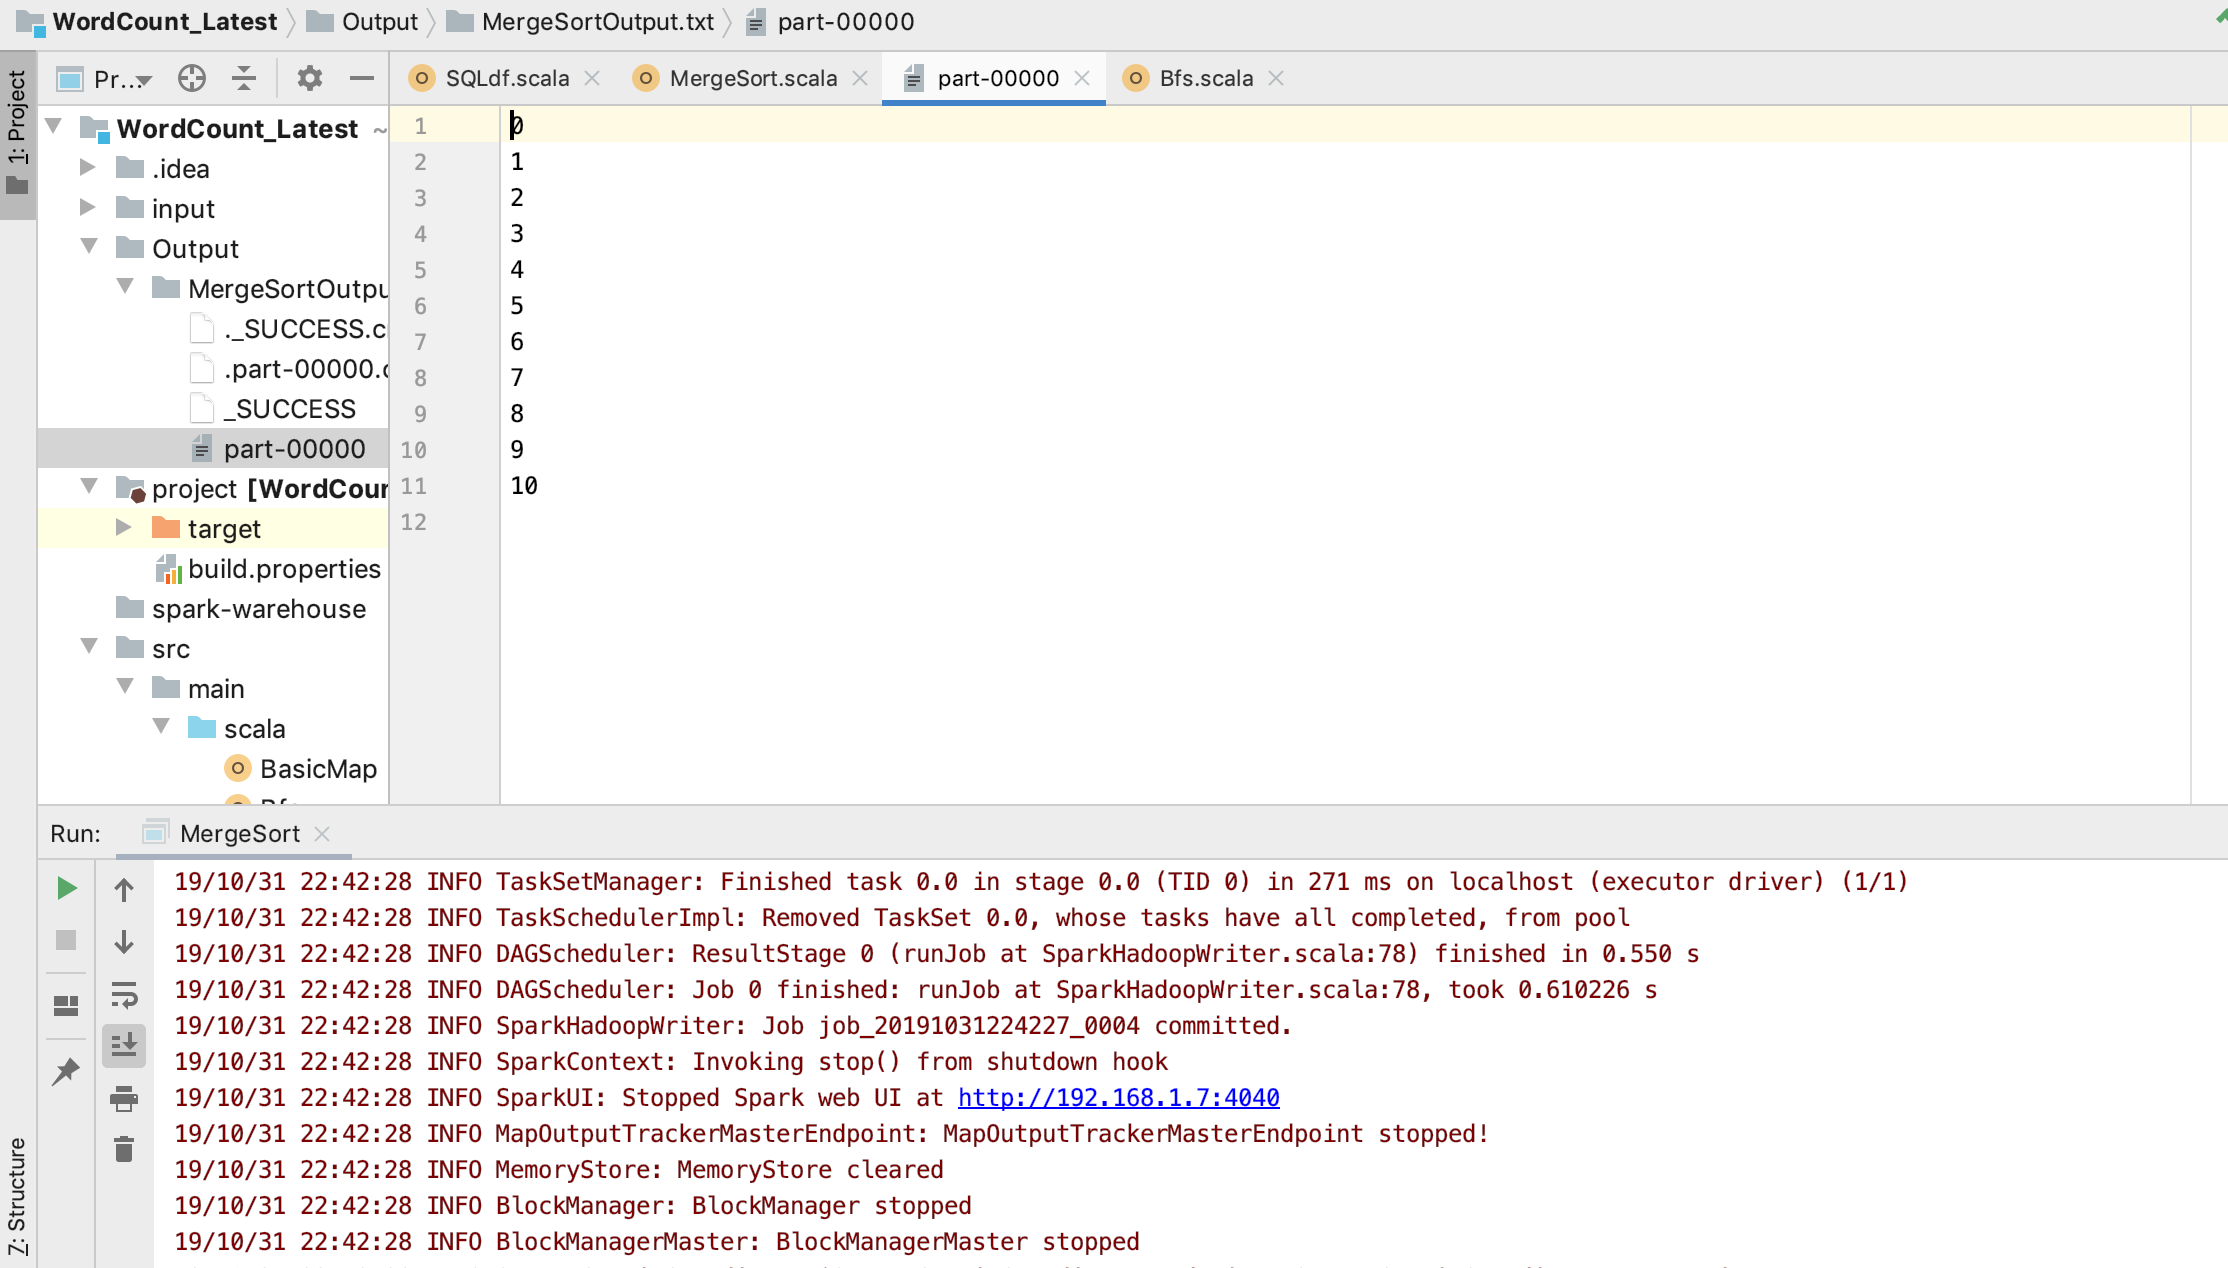 WordCount_Latest Output MergeSortOutput.txt part-00000
1: Project
Pr...
SQLdf.scala MergeSort.scala part-00000 Bfs.scala
WordCount_Latest ~
.idea
input
Output
MergeSortOutpu
._SUCCESS.c
.part-00000.c
_SUCCESS
part-00000
project [WordCour
target
build.properties
spark-warehouse
src
main
scala
BasicMap
1 0
2 1
3 2
4 3
5 4
6 5
7 6
8 7
9 8
10 9
11 10
12
Run: MergeSort
19/10/31 22:42:28 INFO TaskSetManager: Finished task 0.0 in stage 0.0 (TID 0) in 271 ms on localhost (executor driver) (1/1)
19/10/31 22:42:28 INFO TaskSchedulerImpl: Removed TaskSet 0.0, whose tasks have all completed, from pool
19/10/31 22:42:28 INFO DAGScheduler: ResultStage 0 (runJob at SparkHadoopWriter.scala:78) finished in 0.550 s
19/10/31 22:42:28 INFO DAGScheduler: Job 0 finished: runJob at SparkHadoopWriter.scala:78, took 0.610226 s
19/10/31 22:42:28 INFO SparkHadoopWriter: Job job_20191031224227_0004 committed.
19/10/31 22:42:28 INFO SparkContext: Invoking stop() from shutdown hook
19/10/31 22:42:28 INFO SparkUI: Stopped Spark web UI at http://192.168.1.7:4040
19/10/31 22:42:28 INFO MapOutputTrackerMasterEndpoint: MapOutputTrackerMasterEndpoint stopped!
19/10/31 22:42:28 INFO MemoryStore: MemoryStore cleared
19/10/31 22:42:28 INFO BlockManager: BlockManager stopped
19/10/31 22:42:28 INFO BlockManagerMaster: BlockManagerMaster stopped
7: Structure